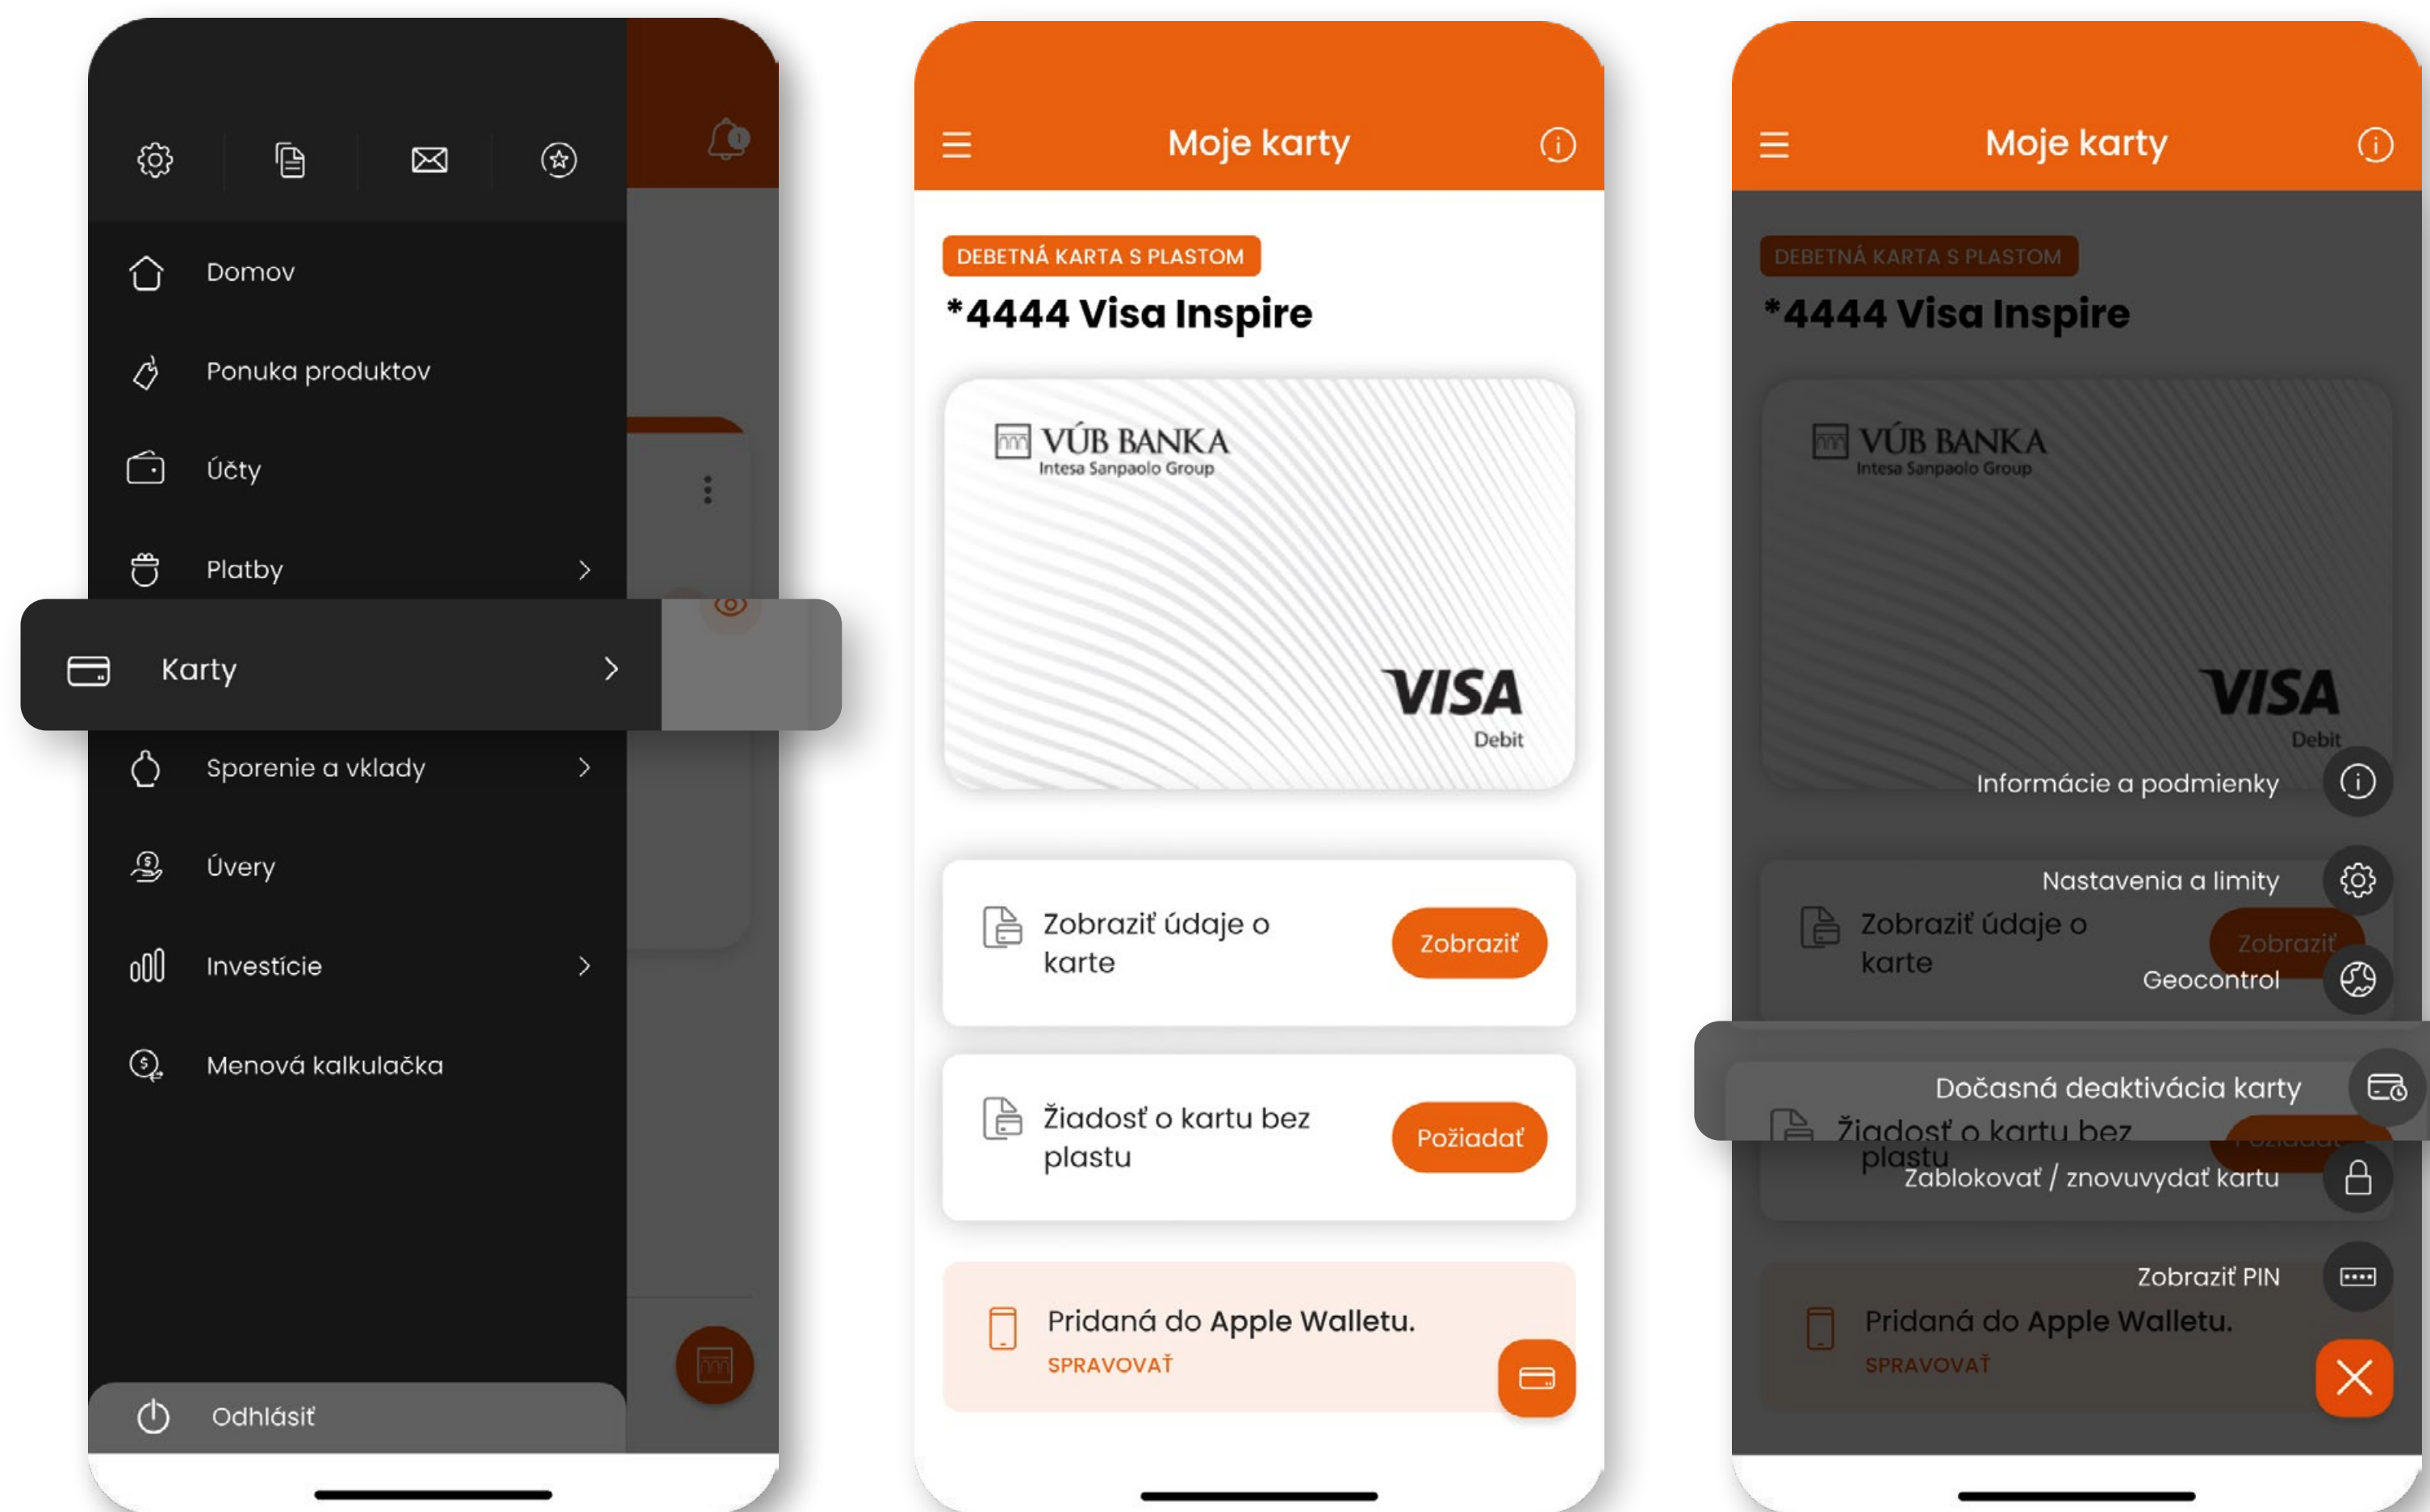 1
Domov
Ponuka produktov
Účty
Platby
Karty
Sporenie a vklady
Úvery
Investície
Menová kalkulačka
Odhlásiť
Moje karty
DEBETNÁ KARTA S PLASTOM
*4444 Visa Inspire
VÚB BANKA
Intesa Sanpaolo Group
VISA
Debit
Zobraziť údaje o
karte
Zobraziť
Žiadosť o kartu bez
plastu
Požiadať
Pridaná do Apple Walletu.
SPRAVOVAŤ
Moje karty
DEBETNÁ KARTA S PLASTOM
*4444 Visa Inspire
VÚB BANKA
Intesa Sanpaolo Group
VISA
Debit
Informácie a podmienky
Nastavenia a limity
Zobraziť údaje o
karte
Zobraziť
Geocontrol
Dočasná deaktivácia karty
Žiadosť o kartu bez
plastu
Požiadať
Zablokovať / znovuvydať kartu
Zobraziť PIN
Pridaná do Apple Walletu.
SPRAVOVAŤ